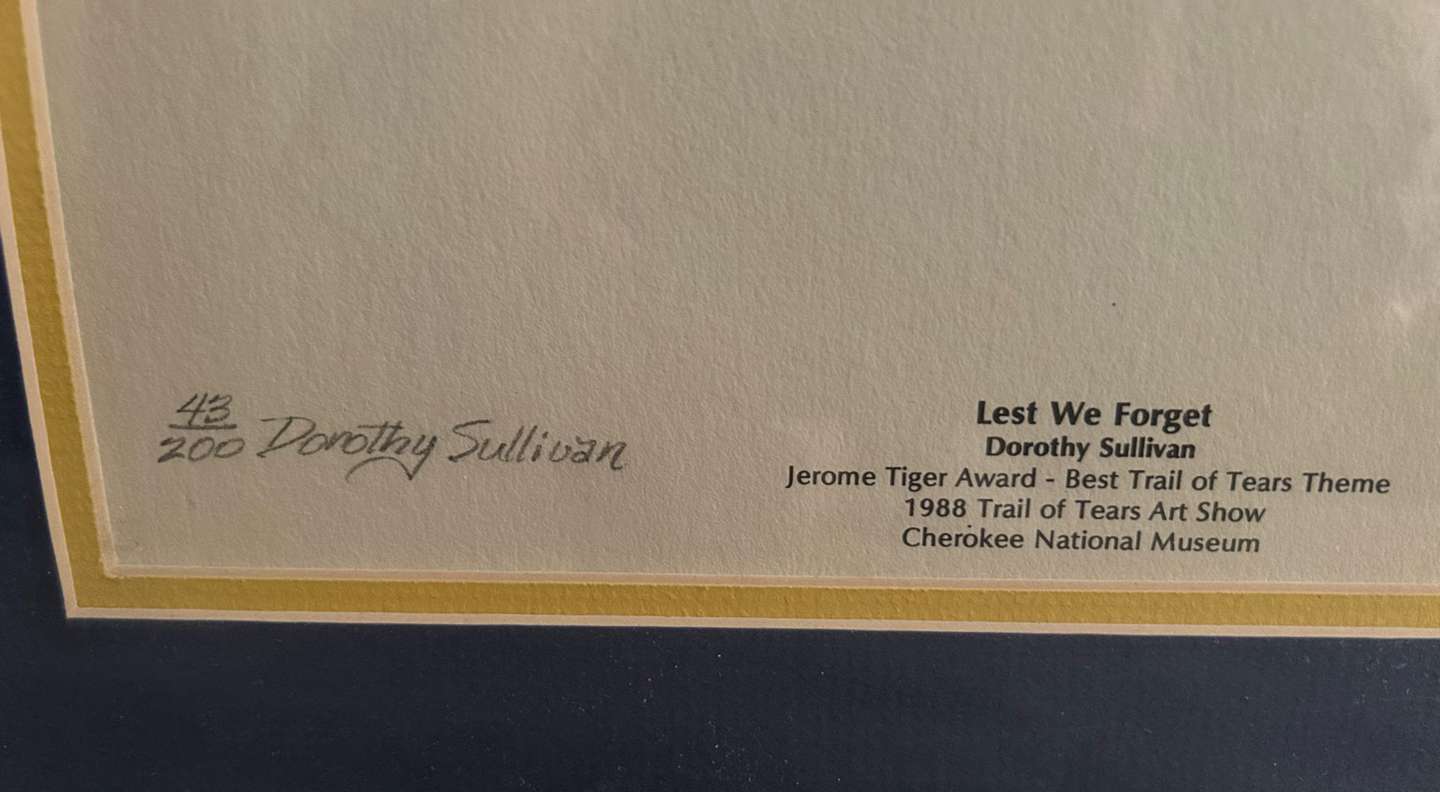 43
200 Dorothy Sullivan
Lest We Forget
Dorothy Sullivan
Jerome Tiger Award - Best Trail of Tears Theme
1988 Trail of Tears Art Show
Cherokee National Museum